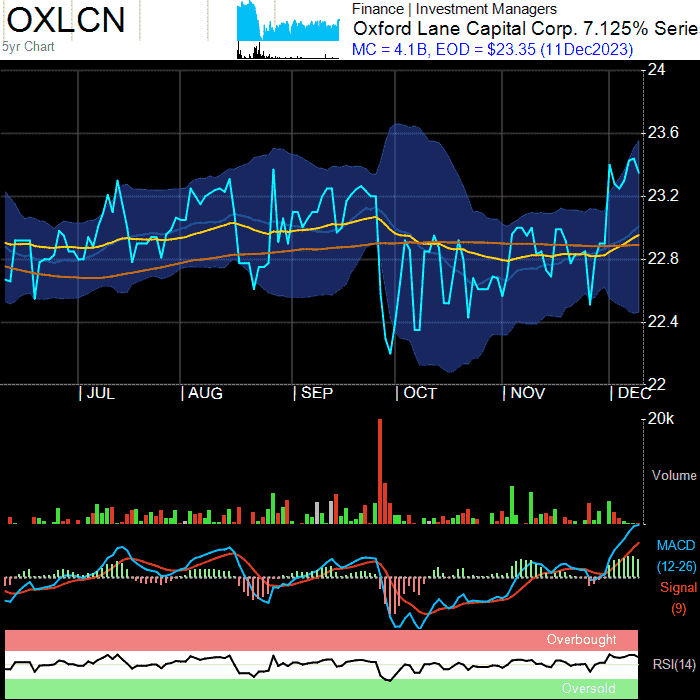 OXLCN
5yr Chart
Finance | Investment Managers
Oxford Lane Capital Corp. 7.125% Serie
MC = 4.1B, EOD = $23.35 (11Dec2023)
24
23.6
23.2
22.8
22.4
22
| JUL | AUG | SEP | OCT | NOV | DEC
20k
Volume
MACD
(12-26)
Signal
(9)
Overbought
RSI(14)
Oversold